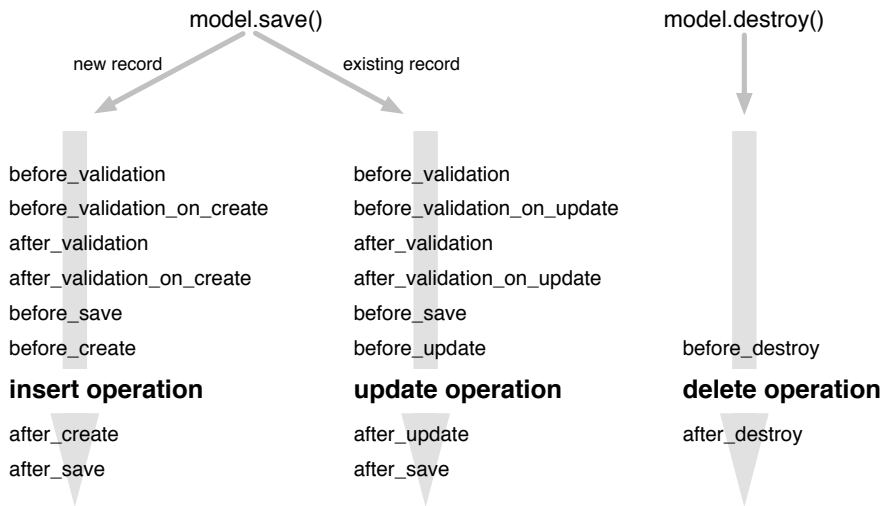 model.save()
model.destroy()
new record
existing record
before_validation
before_validation_on_create
after_validation
after_validation_on_create
before_save
before_create
insert operation
after_create
after_save
before_validation
before_validation_on_update
after_validation
after_validation_on_update
before_save
before_update
update operation
after_update
after_save
before_destroy
delete operation
after_destroy